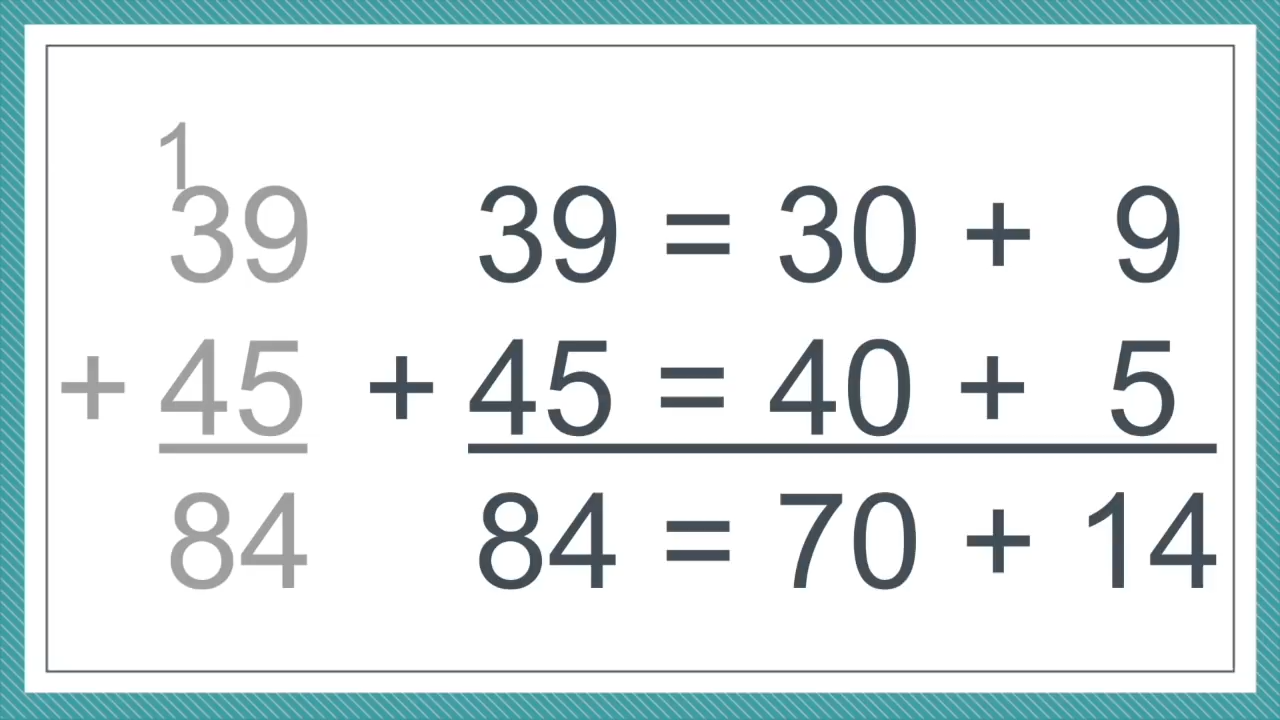 1
39 39 = 30 + 9
+ 45 + 45 = 40 + 5
84 84 = 70 + 14